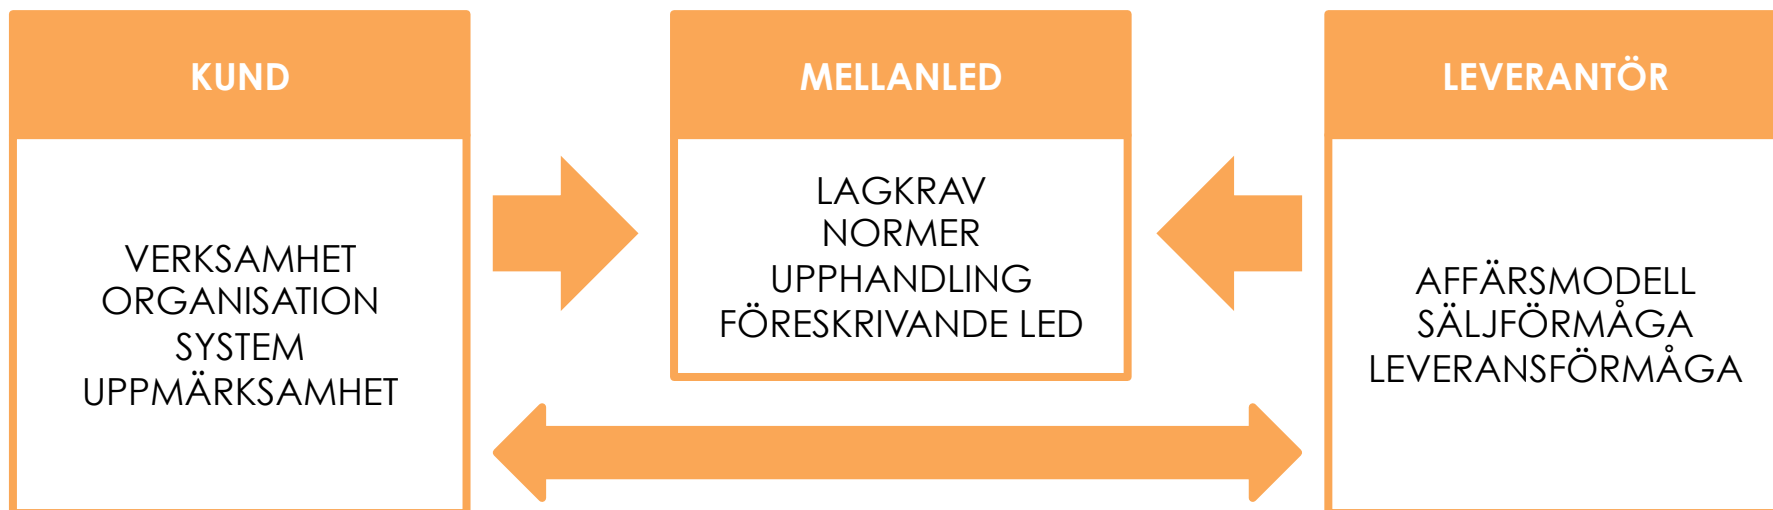 KUND
VERKSAMHET
ORGANISATION
SYSTEM
UPPMÄRKSAMHET
MELLANLED
LAGKRAV
NORMER
UPPHANDLING
FÖRESKRIVANDE LED
LEVERANTÖR
AFFÄRSMODELL
SÄLJFÖRMÅGA
LEVERANSFÖRMÅGA